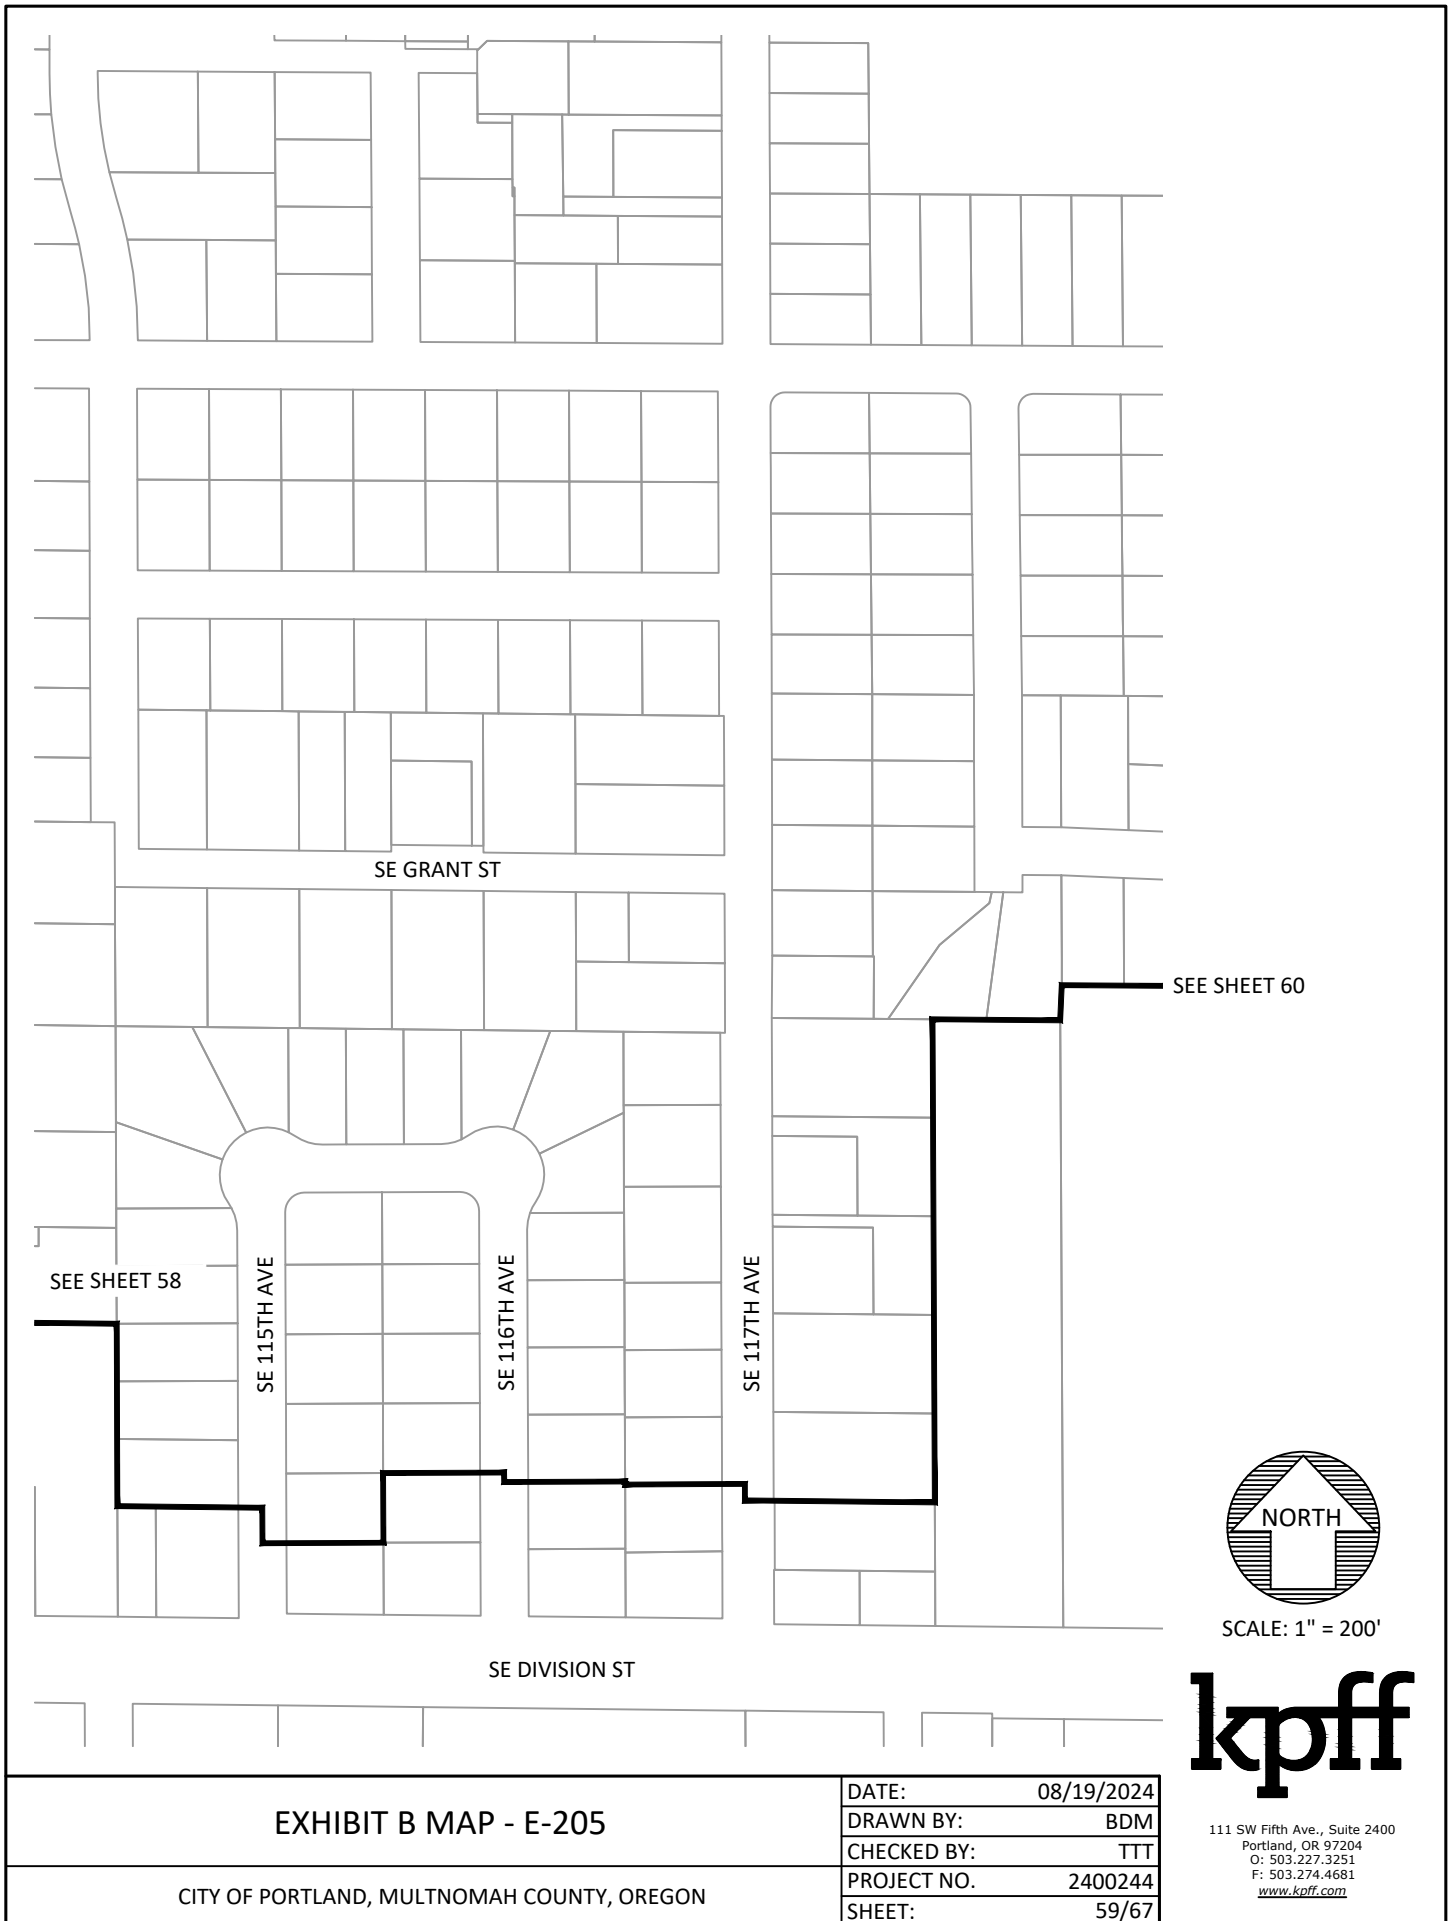 SE GRANT ST
SEE SHEET 60
SEE SHEET 58
SE 115TH AVE
SE 116TH AVE
SE 117TH AVE
NORTH
SCALE: 1" = 200'
SE DIVISION ST
kpff
111 SW Fifth Ave., Suite 2400
Portland, OR 97204
O: 503.227.3251
F: 503.274.4681
www.kpff.com
EXHIBIT B MAP - E-205
CITY OF PORTLAND, MULTNOMAH COUNTY, OREGON
DATE: 08/19/2024
DRAWN BY: BDM
CHECKED BY: TTT
PROJECT NO. 2400244
SHEET: 59/67